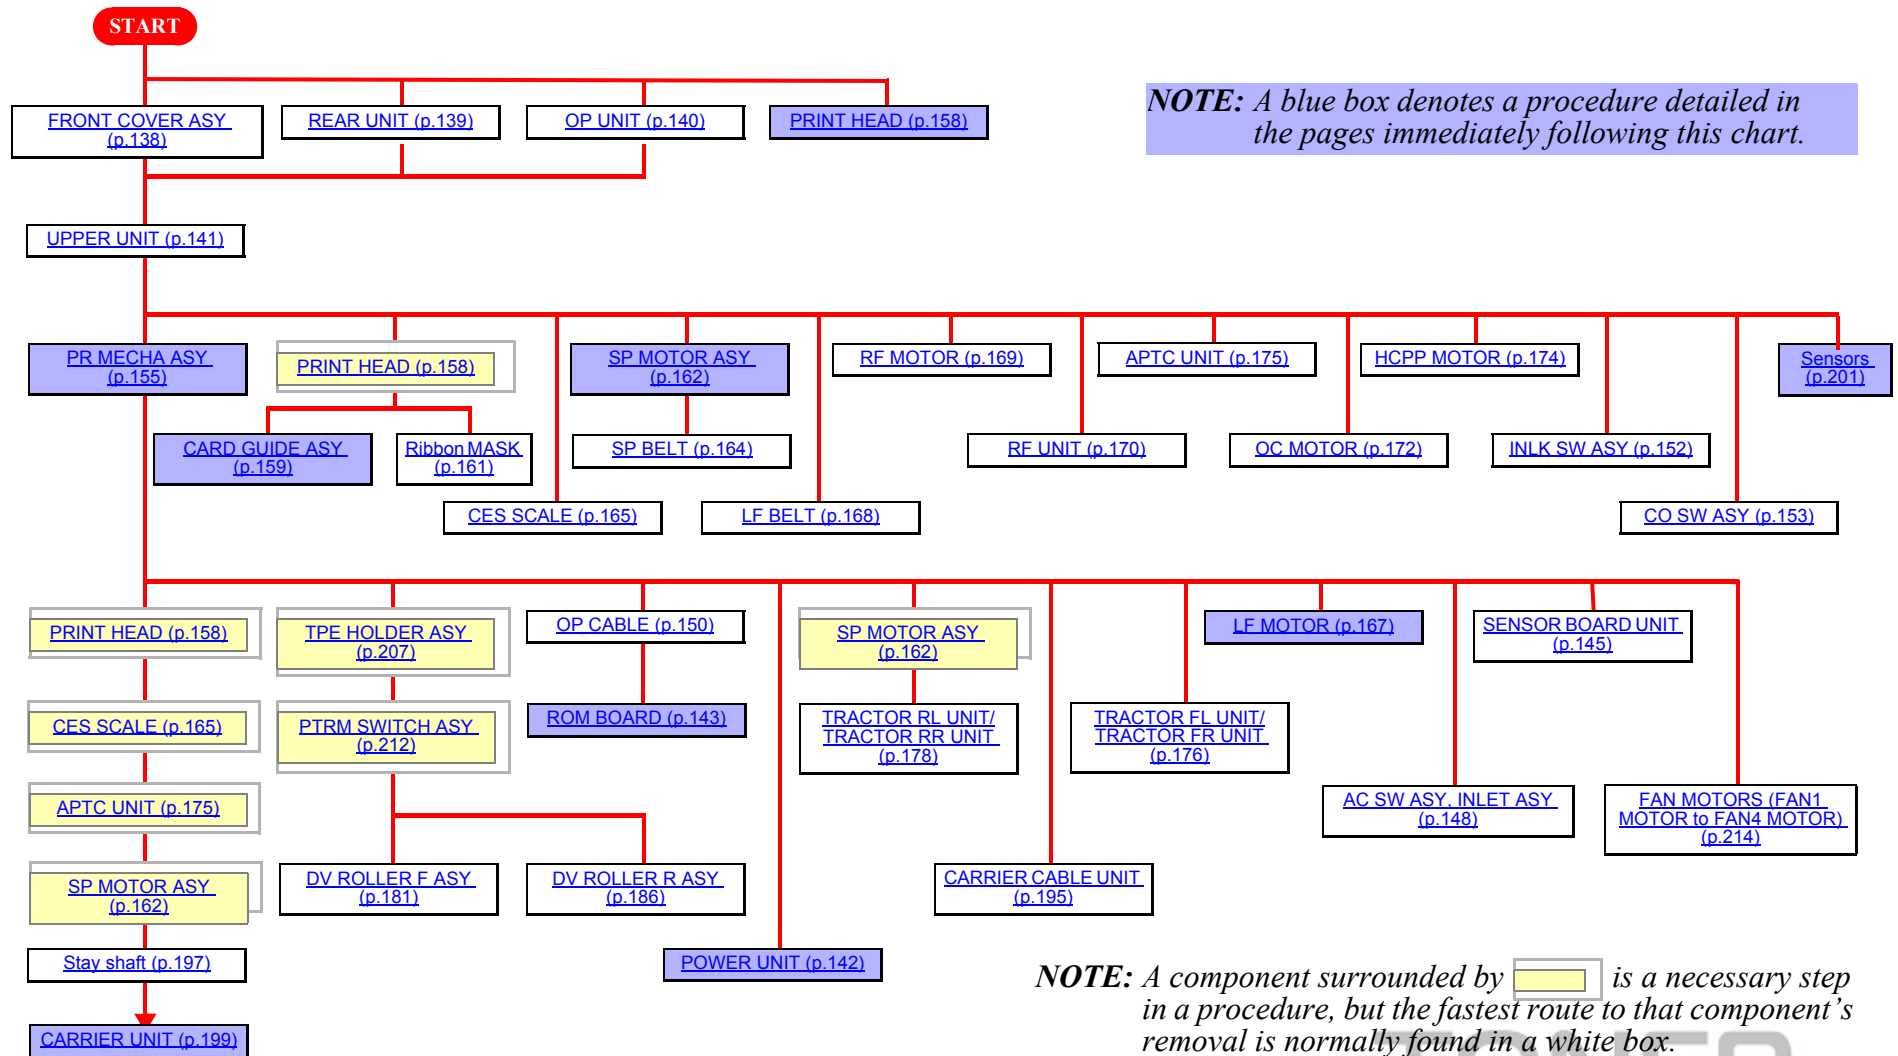 START
FRONT COVER ASY
(p.138)
REAR UNIT (p.139)
OP UNIT (p.140)
PRINT HEAD (p.158)
NOTE: A blue box denotes a procedure detailed in
the pages immediately following this chart.
UPPER UNIT (p.141)
PR MECHA ASY
(p.155)
PRINT HEAD (p.158)
SP MOTOR ASY
(p.162)
RF MOTOR (p.169)
APTC UNIT (p.175)
HCPP MOTOR (p.174)
Sensors
(p.201)
CARD GUIDE ASY
(p.159)
Ribbon MASK
(p.161)
SP BELT (p.164)
RF UNIT (p.170)
OC MOTOR (p.172)
INLK SW ASY (p.152)
CES SCALE (p.165)
LF BELT (p.168)
CO SW ASY (p.153)
PRINT HEAD (p.158)
TPE HOLDER ASY
(p.207)
OP CABLE (p.150)
SP MOTOR ASY
(p.162)
LF MOTOR (p.167)
SENSOR BOARD UNIT
(p.145)
CES SCALE (p.165)
PTRM SWITCH ASY
(p.212)
ROM BOARD (p.143)
TRACTOR RL UNIT/
TRACTOR RR UNIT
(p.178)
TRACTOR FL UNIT/
TRACTOR FR UNIT
(p.176)
APTC UNIT (p.175)
AC SW ASY, INLET ASY
(p.148)
FAN MOTORS (FAN1
MOTOR to FAN4 MOTOR)
(p.214)
SP MOTOR ASY
(p.162)
DV ROLLER F ASY
(p.181)
DV ROLLER R ASY
(p.186)
CARRIER CABLE UNIT
(p.195)
Stay shaft (p.197)
POWER UNIT (p.142)
CARRIER UNIT (p.199)
NOTE: A component surrounded by is a necessary step
in a procedure, but the fastest route to that component's
removal is normally found in a white box.